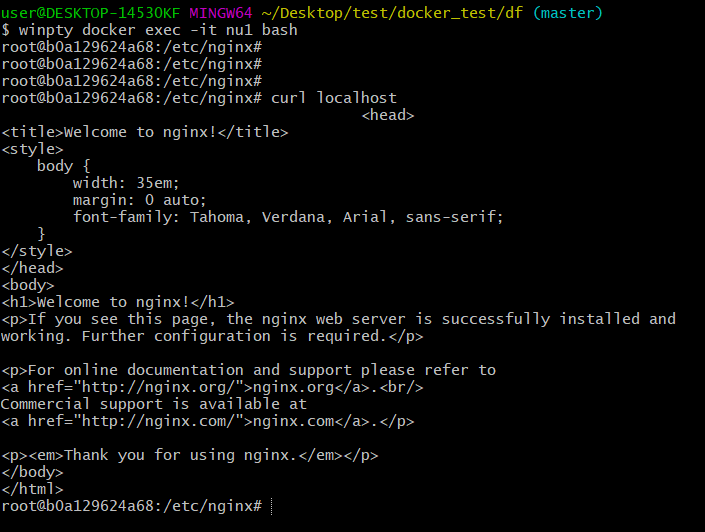 user@DESKTOP-14530KF MINGW64 ~/Desktop/test/docker_test/df (master)
$ winpty docker exec -it nu1 bash
root@b0a129624a68:/etc/nginx#
root@b0a129624a68:/etc/nginx#
root@b0a129624a68:/etc/nginx#
root@b0a129624a68:/etc/nginx# curl localhost
<head>
<title>Welcome to nginx!</title>
<style>
    body {
        width: 35em;
        margin: 0 auto;
        font-family: Tahoma, Verdana, Arial, sans-serif;
    }
</style>
</head>
<body>
<h1>Welcome to nginx!</h1>
<p>If you see this page, the nginx web server is successfully installed and
working. Further configuration is required.</p>

<p>For online documentation and support please refer to
<a href="http://nginx.org/">nginx.org</a>.<br/>
Commercial support is available at
<a href="http://nginx.com/">nginx.com</a>.</p>

<p><em>Thank you for using nginx.</em></p>
</body>
</html>
root@b0a129624a68:/etc/nginx#